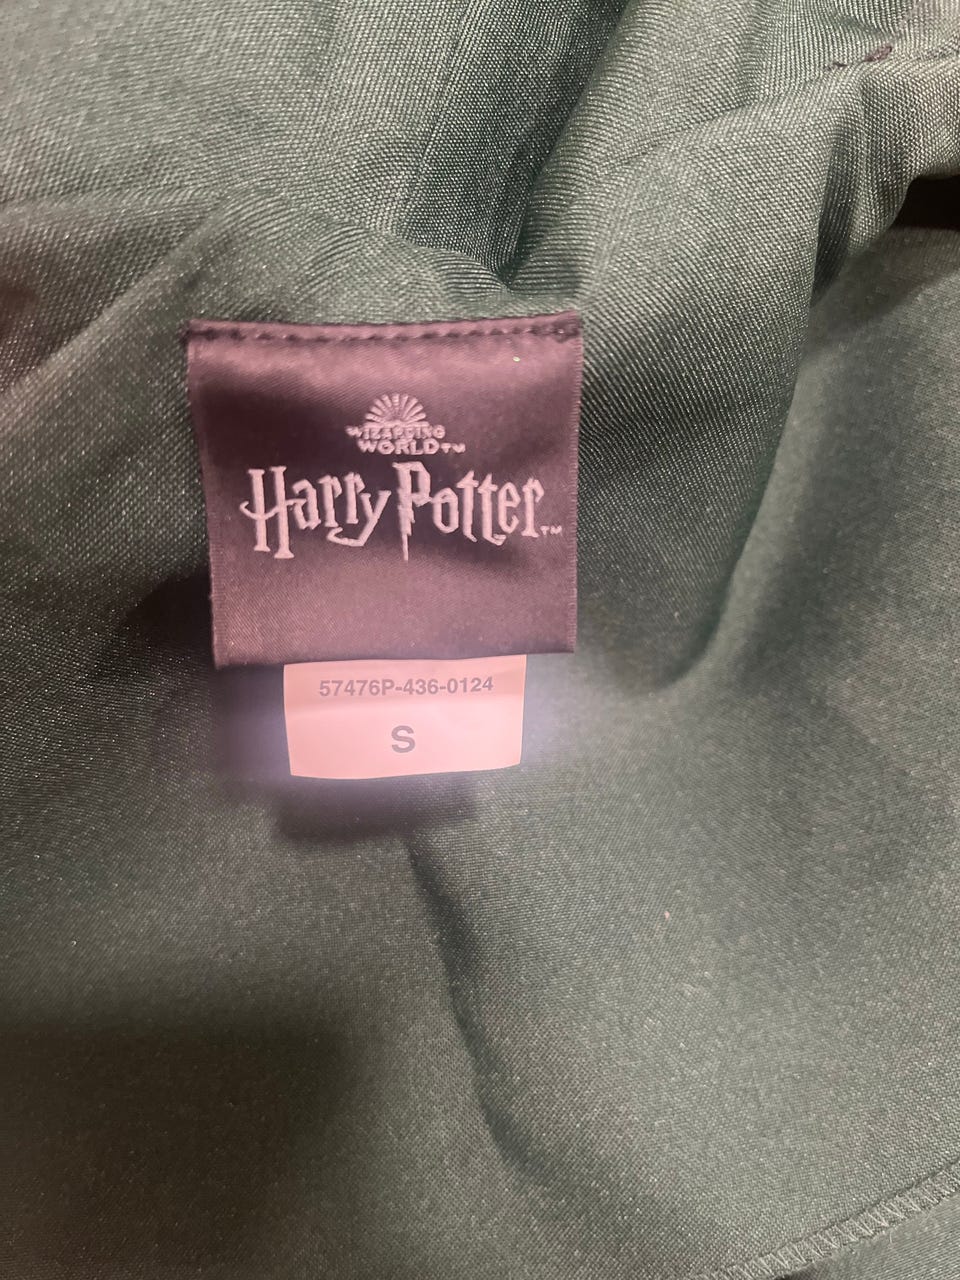 WIZARDING
WORLD™
Harry Potter™
57476P-436-0124
S